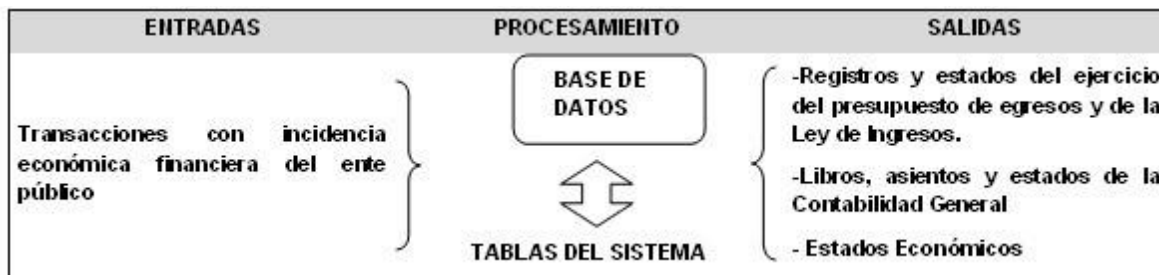 ENTRADAS PROCESAMIENTO SALIDAS
Transacciones con incidencia
económica financiera del ente
público
BASE DE
DATOS
TABLAS DEL SISTEMA
-Registros y estados del ejercicio
del presupuesto de egresos y de la
Ley de Ingresos.
-Libros, asientos y estados de la
Contabilidad General
- Estados Económicos